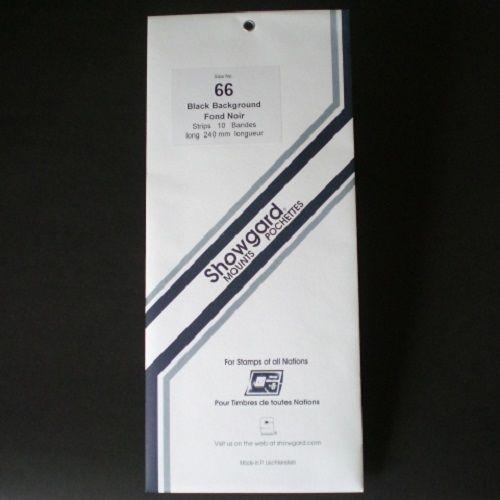 Size No.
66
Black Background
Fond Noir
Strips 10 Bandes
long 240 mm longueur
Showgard®
MOUNTS POCHETTES
For Stamps of all Nations
Pour Timbres de toutes Nations
Visit us on the web at showgard.com
Made in Fl Liechtenstein